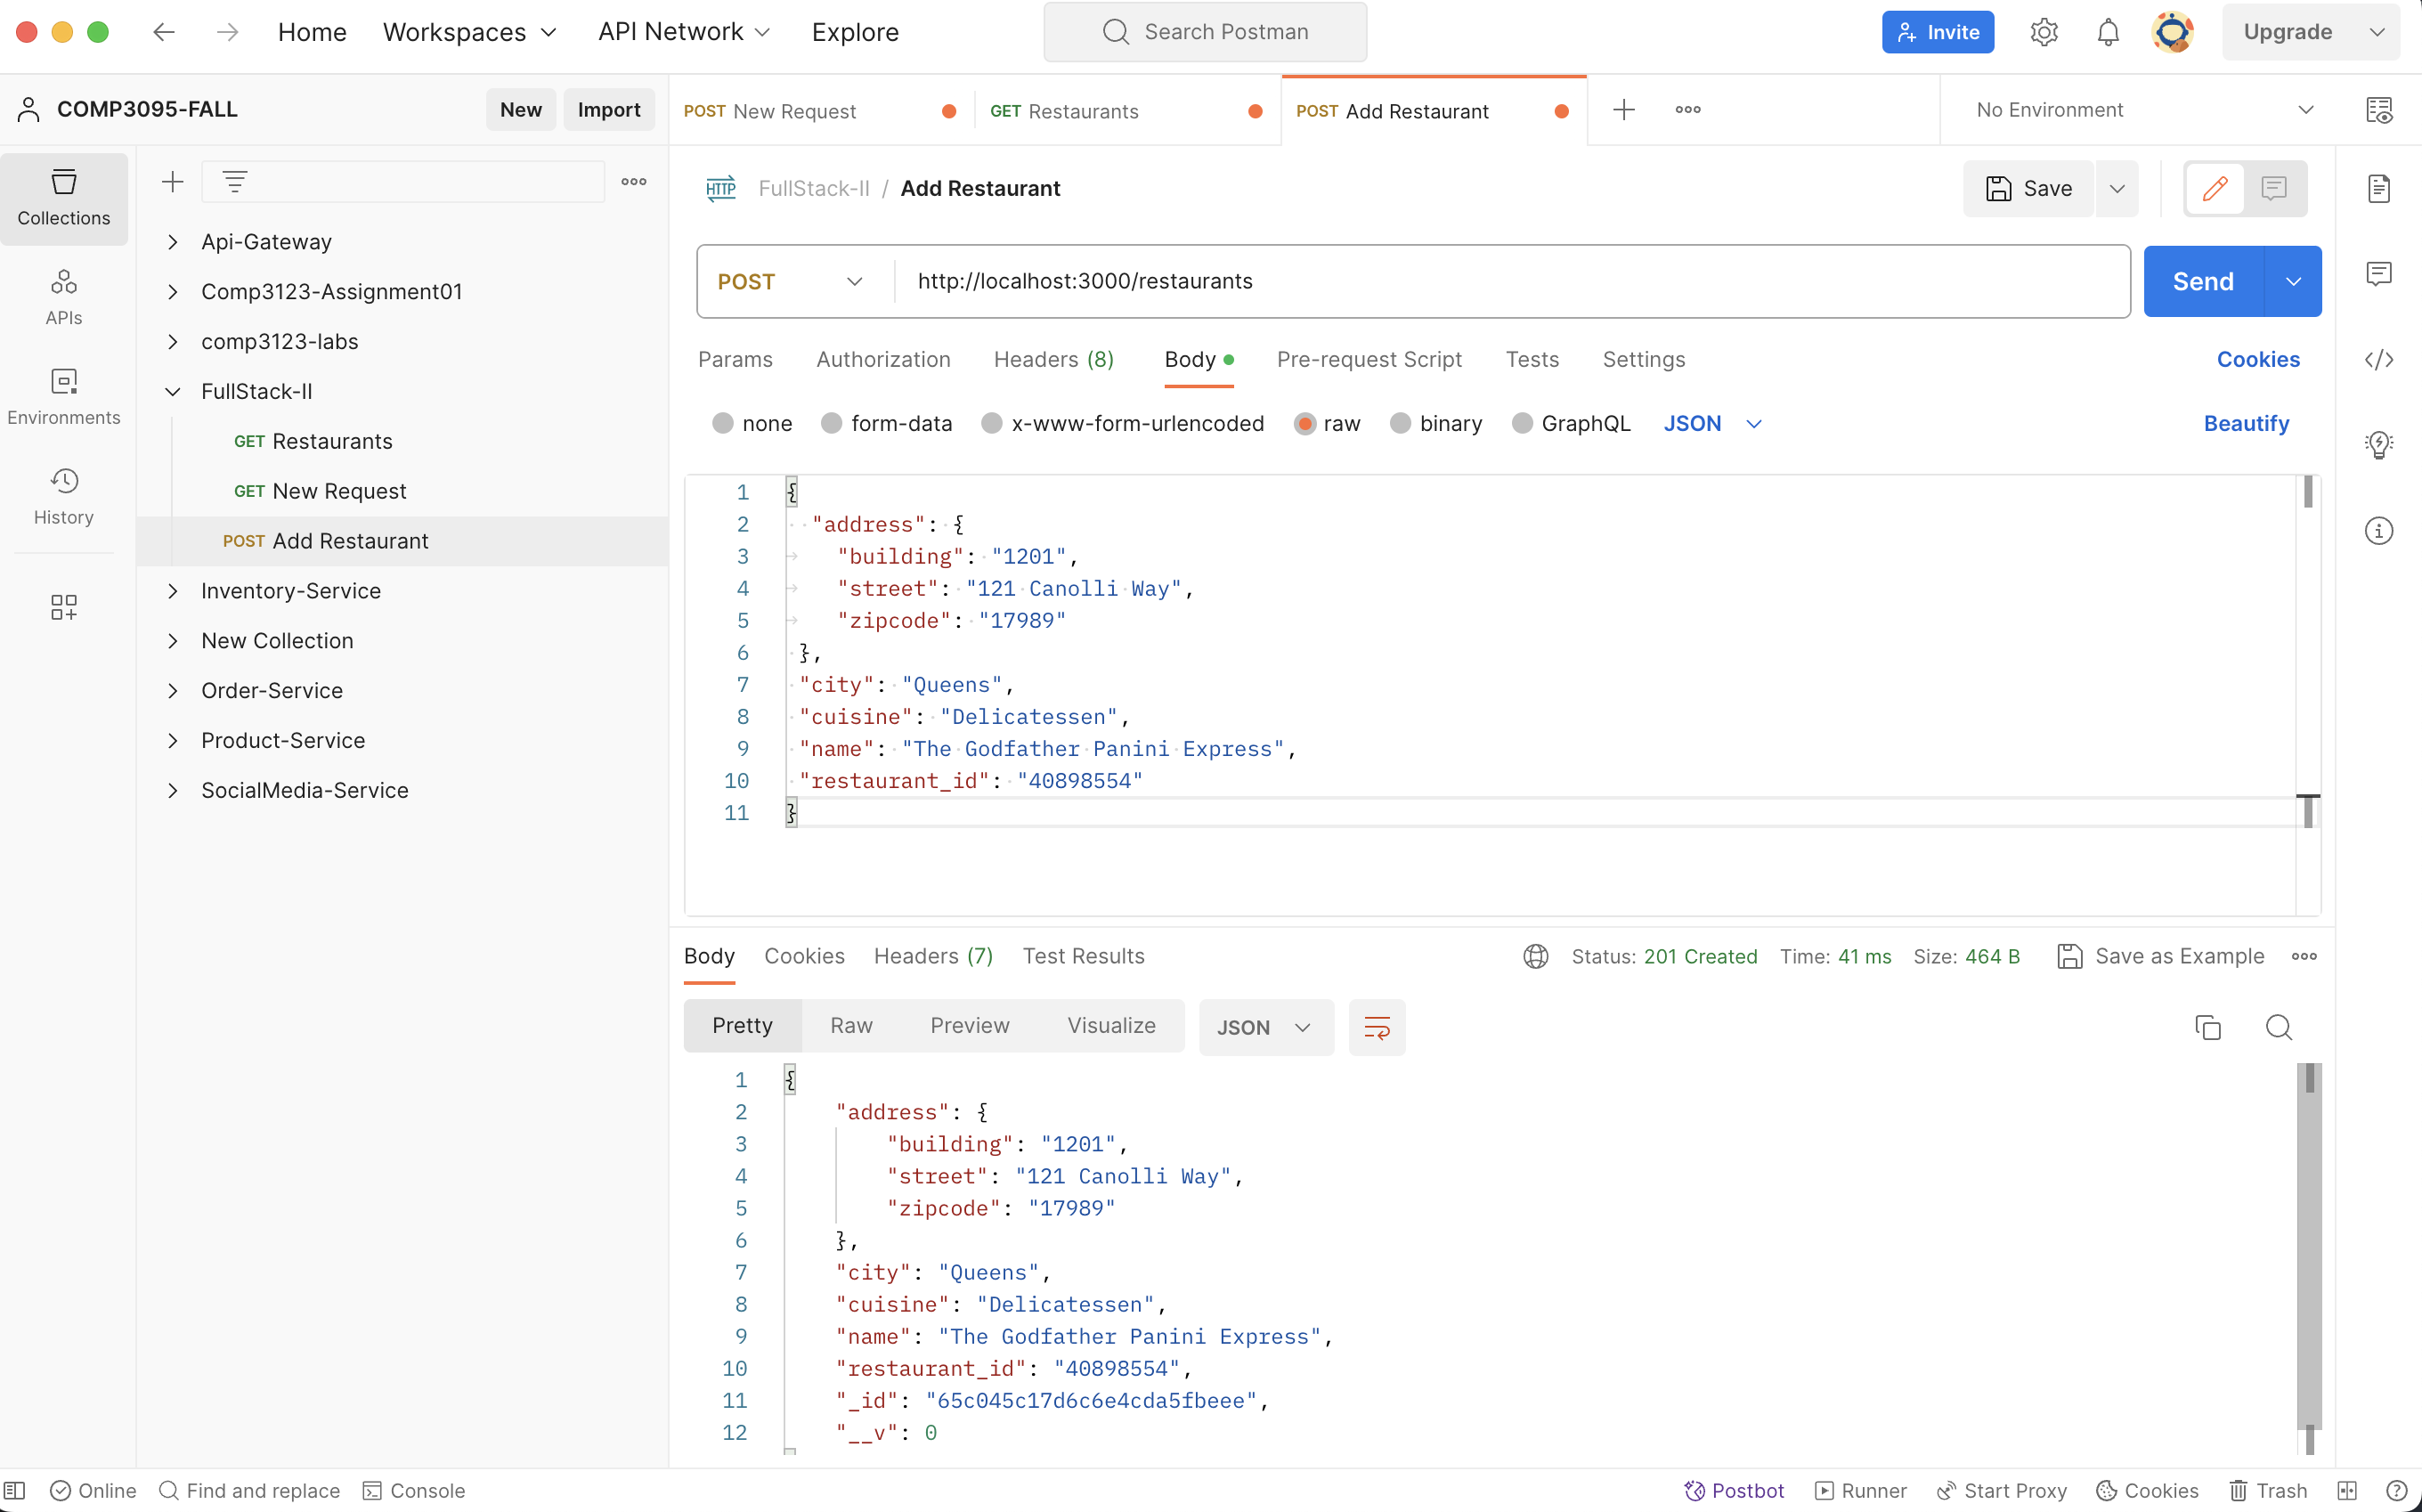 Home Workspaces API Network Explore Search Postman Invite Upgrade
COMP3095-FALL New Import POST New Request GET Restaurants POST Add Restaurant No Environment
Collections
APIs
Environments
History
Api-Gateway
Comp3123-Assignment01
comp3123-labs
FullStack-II
GET Restaurants
GET New Request
POST Add Restaurant
Inventory-Service
New Collection
Order-Service
Product-Service
SocialMedia-Service
HTTP FullStack-II / Add Restaurant Save
POST http://localhost:3000/restaurants Send
Params Authorization Headers (8) Body Pre-request Script Tests Settings Cookies
none form-data x-www-form-urlencoded raw binary GraphQL JSON Beautify
1 {
2 "address": {
3 "building": "1201",
4 "street": "121 Canolli Way",
5 "zipcode": "17989"
6 },
7 "city": "Queens",
8 "cuisine": "Delicatessen",
9 "name": "The Godfather Panini Express",
10 "restaurant_id": "40898554"
11 }
Body Cookies Headers (7) Test Results Status: 201 Created Time: 41 ms Size: 464 B Save as Example
Pretty Raw Preview Visualize JSON
1 {
2 "address": {
3 "building": "1201",
4 "street": "121 Canolli Way",
5 "zipcode": "17989"
6 },
7 "city": "Queens",
8 "cuisine": "Delicatessen",
9 "name": "The Godfather Panini Express",
10 "restaurant_id": "40898554",
11 "_id": "65c045c17d6c6e4cda5fbeee",
12 "__v": 0
Online Find and replace Console Postbot Runner Start Proxy Cookies Trash